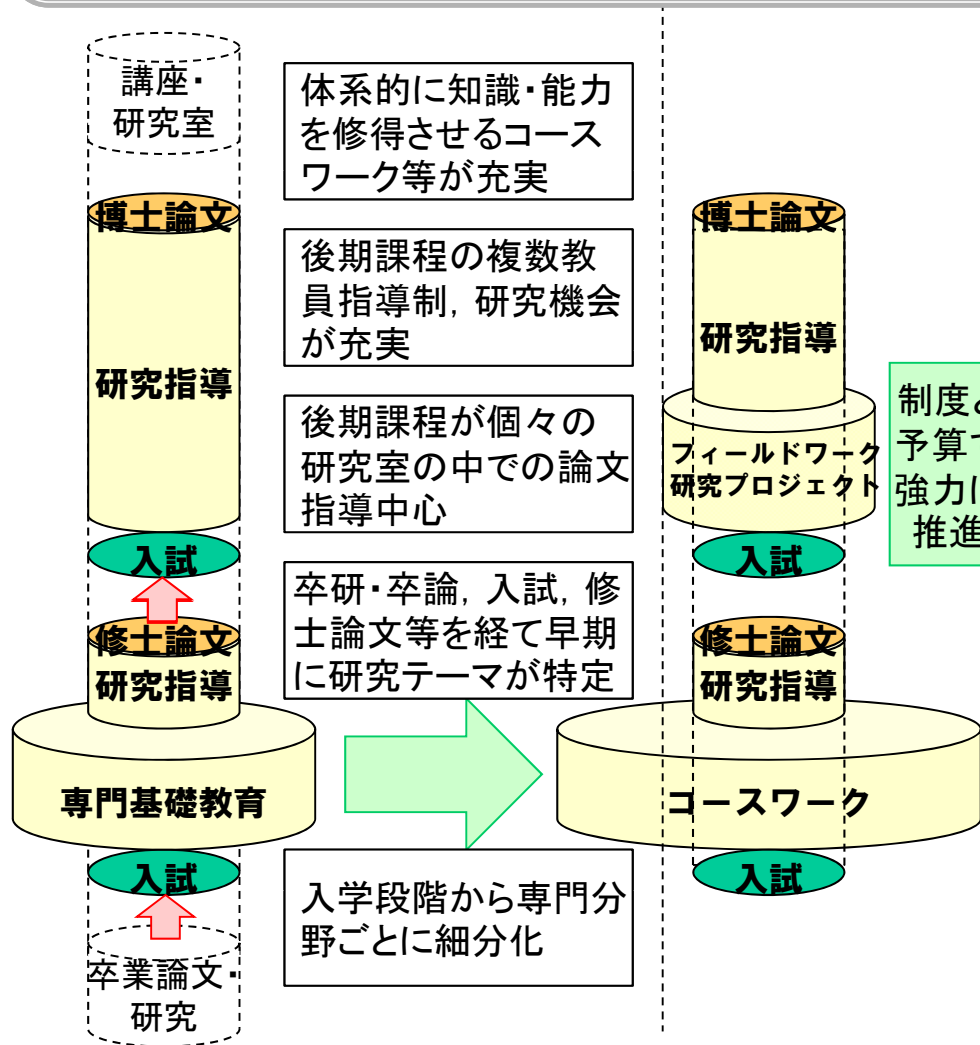 講座・
研究室
博士論文
研究指導
入試
修士論文
研究指導
専門基礎教育
入試
卒業論文・
研究
体系的に知識・能力
を修得させるコース
ワーク等が充実
後期課程の複数教
員指導制，研究機会
が充実
後期課程が個々の
研究室の中での論文
指導中心
卒研・卒論，入試，修
士論文等を経て早期
に研究テーマが特定
入学段階から専門分
野ごとに細分化
博士論文
研究指導
フィールドワーク
研究プロジェクト
入試
修士論文
研究指導
コースワーク
入試
制度
予算
強力に
推進